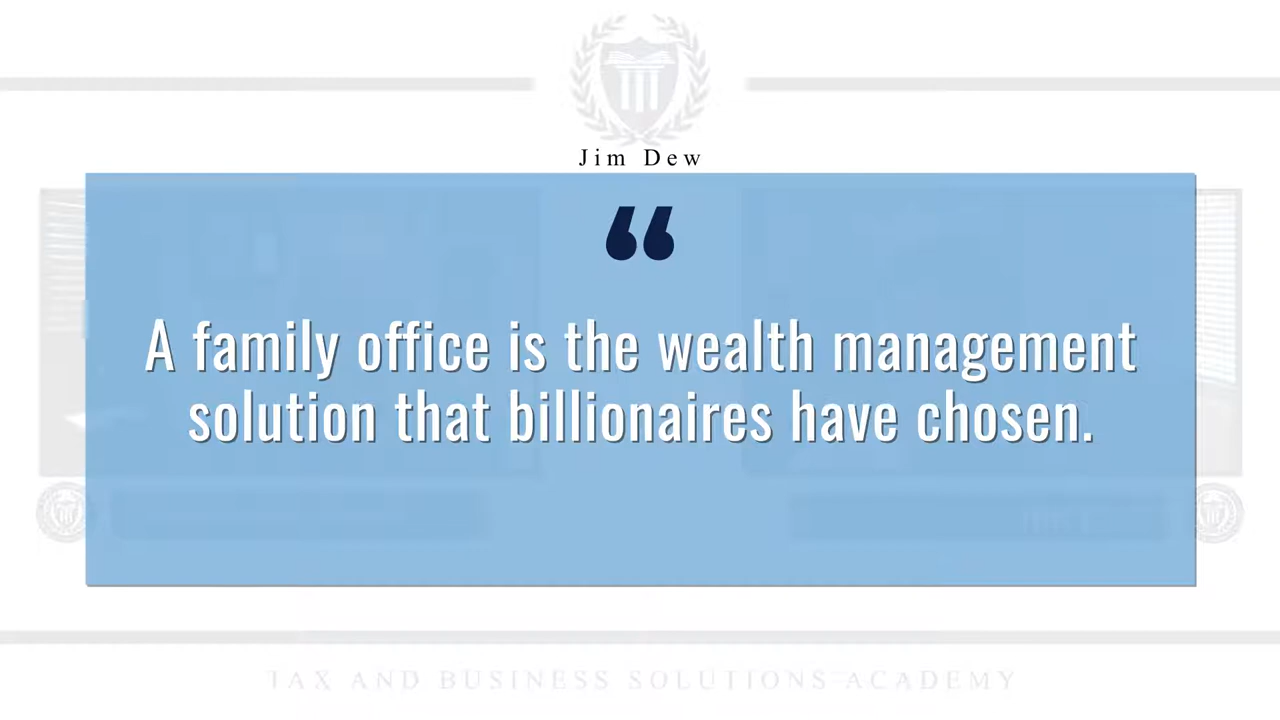 Jim Dew
“
A family office is the wealth management
solution that billionaires have chosen.
TAX AND BUSINESS SOLUTIONS ACADEMY